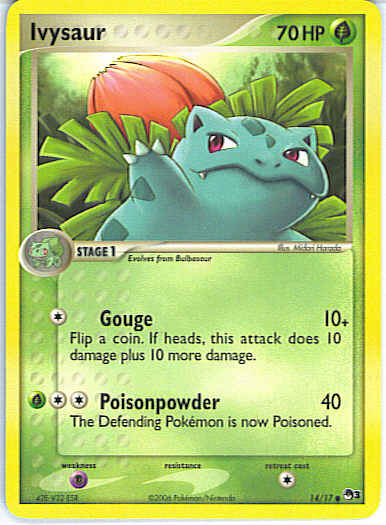 Ivysaur 70 HP
Illus. Midori Harada
STAGE 1
Evolves from Bulbasaur
Gouge 10+
Flip a coin. If heads, this attack does 10
damage plus 10 more damage.
Poisonpowder 40
The Defending Pokémon is now Poisoned.
weakness resistance retreat cost
©2006 Pokémon/Nintendo 14/17